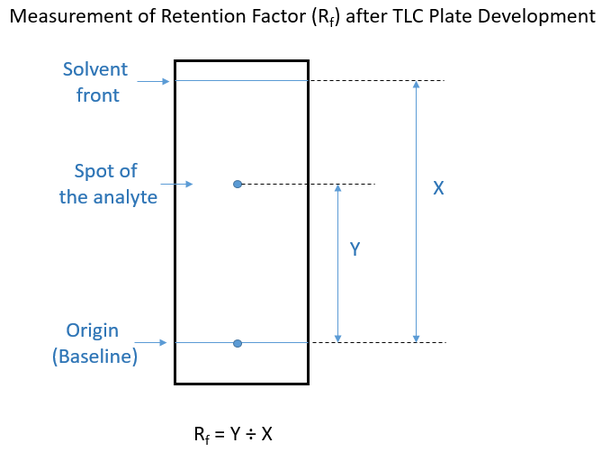 Measurement of Retention Factor (Rf) after TLC Plate Development
Solvent
front
Spot of
the analyte
X
Y
Origin
(Baseline)
Rf = Y ÷ X